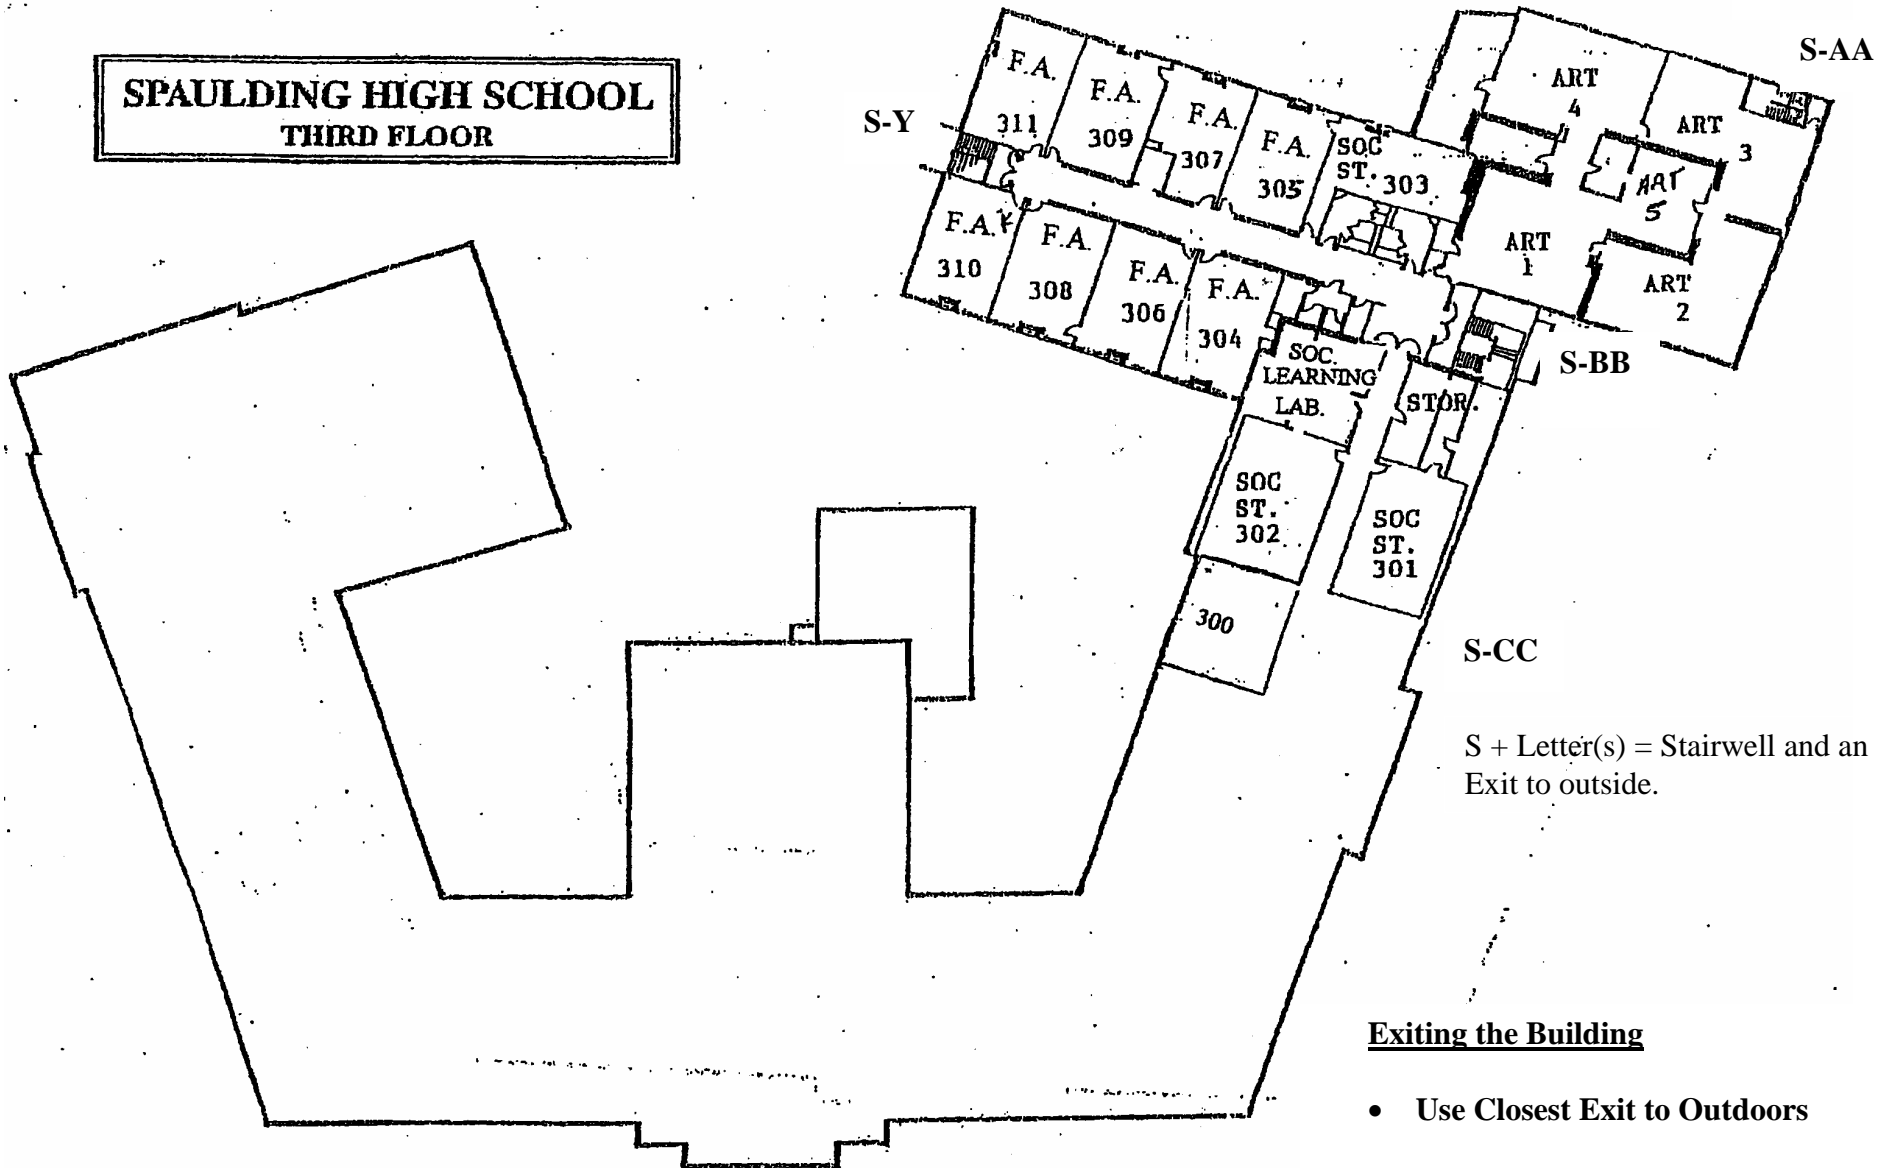 SPAULDING HIGH SCHOOL
THIRD FLOOR
S-Y
F.A.
311
F.A.
309
F.A.
307
F.A.
305
SOC
ST. 303
ART
4
ART
3
S-AA
ART
5
ART
1
ART
2
F.A.
310
F.A.
308
F.A.
306
F.A.
304
SOC.
LEARNING
LAB.
STOR.
S-BB
SOC
ST.
302
SOC
ST.
301
300
S-CC
S + Letter(s) = Stairwell and an
Exit to outside.
Exiting the Building
• Use Closest Exit to Outdoors